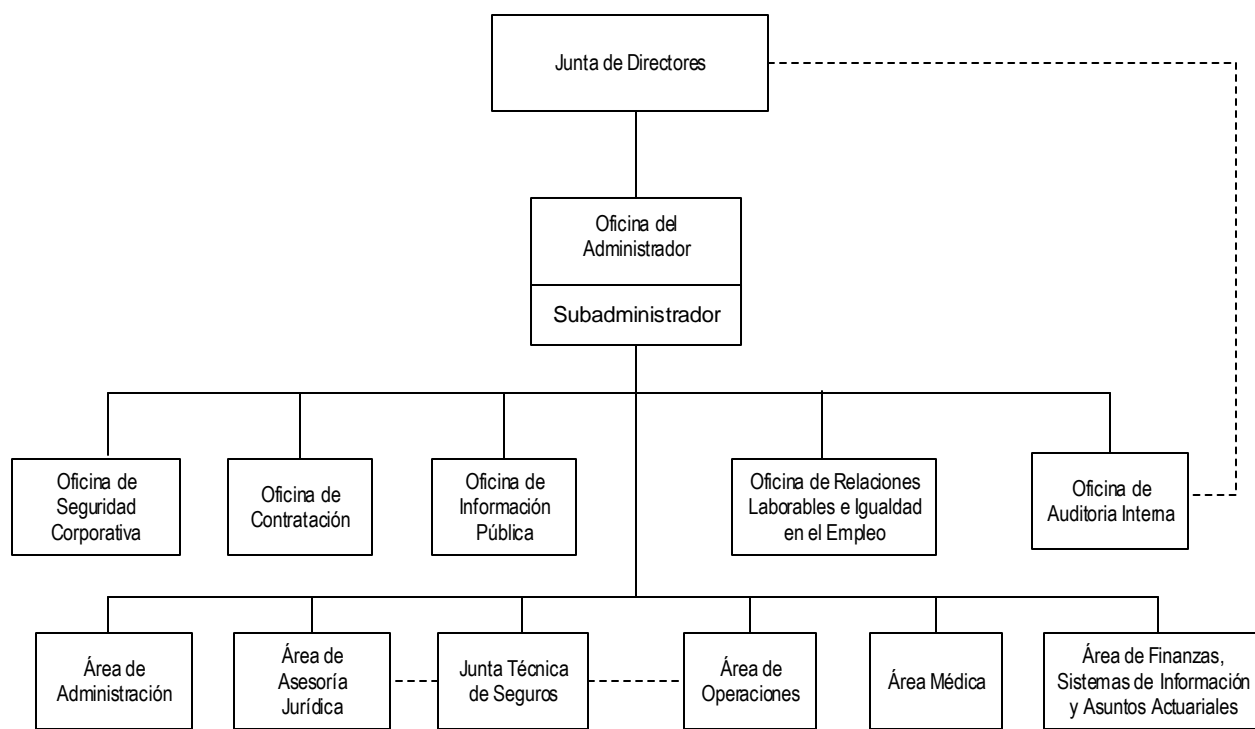 Junta de Directores
Oficina del
Administrador
Subadministrador
Oficina de
Seguridad
Corporativa
Oficina de
Contratación
Oficina de
Información
Pública
Oficina de Relaciones
Laborables e Igualdad
en el Empleo
Oficina de
Auditoria Interna
Área de
Administración
Área de
Asesoría
Jurídica
Junta Técnica
de Seguros
Área de
Operaciones
Área Médica
Área de Finanzas,
Sistemas de Información
y Asuntos Actuariales